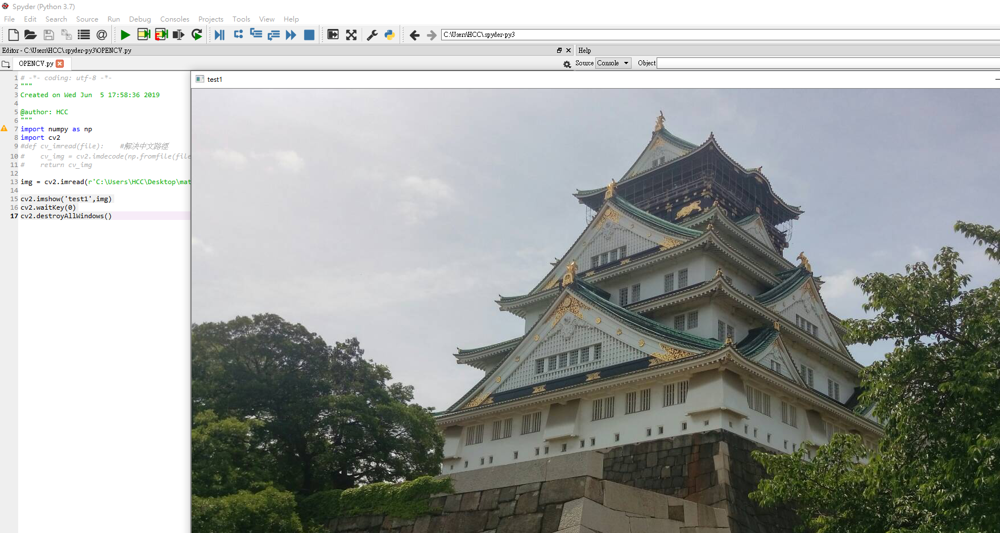 Spyder (Python 3.7)
File Edit Search Source Run Debug Consoles Projects Tools View Help
C:\Users\HCC\.spyder-py3
Editor - C:\Users\HCC\.spyder-py3\OPENCV.py
Help
OPENCV.py
Source Console Object
test1
1 # -*- coding: utf-8 -*-
2 """
3 Created on Wed Jun  5 17:58:36 2019
4
5 @author: HCC
6 """
7 import numpy as np
8 import cv2
9 #def cv_imread(file):    #解決中文路徑
10 #    cv_img = cv2.imdecode(np.fromfile(file
11 #    return cv_img
12
13 img = cv2.imread(r'C:\Users\HCC\Desktop\mat
14
15 cv2.imshow('test1',img)
16 cv2.waitKey(0)
17 cv2.destroyAllWindows()